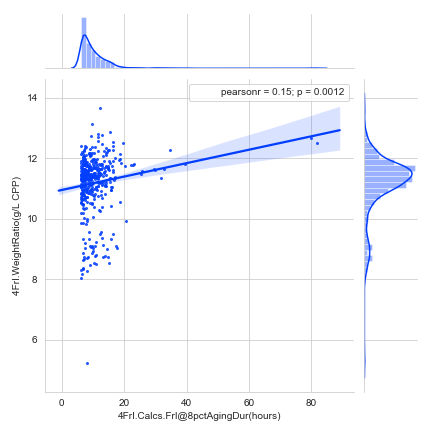 pearsonr = 0.15; p = 0.0012
14
12
10
8
6
4Frl.WeightRatio(g/L CPP)
0 20 40 60 80
4Frl.Calcs.Frl@8pctAgingDur(hours)